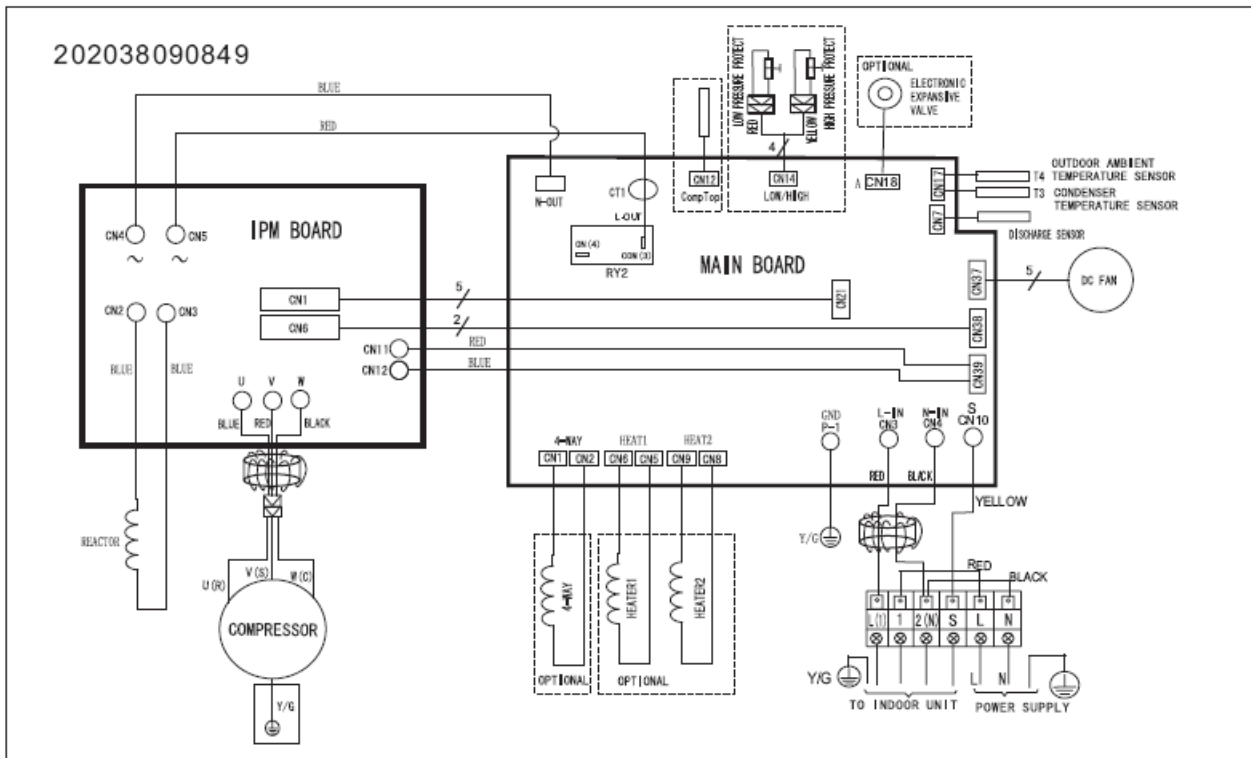 202038090849
BLUE
RED
LOW PRESSURE PROTECT
RED
YELLOW
HIGH PRESSURE PROTECT
4
OPTIONAL
ELECTRONIC
EXPANSIVE
VALVE
CN12
CompTop
CN14
LOW/HIGH
A CN18
CN17
T4 OUTDOOR AMBIENT
TEMPERATURE SENSOR
T3 CONDENSER
TEMPERATURE SENSOR
CN7
DISCHARGE SENSOR
N-OUT
CT1
L-OUT
ON(4)
CON(3)
RY2
IPM BOARD
CN4
CN5
~
~
MAIN BOARD
CN2
CN3
CN1
5
CN21
CN37
5
DC FAN
CN6
2
CN38
CN11
RED
CN12
BLUE
CN39
BLUE
BLUE
U
V
W
BLUE
RED
BLACK
4-WAY
CN1
CN2
HEAT1
CN6
CN5
HEAT2
CN9
CN8
GND
P-1
L-IN
CN3
N-IN
CN4
S
CN10
RED
BLACK
YELLOW
REACTOR
Y/G
U(R)
V(S)
W(C)
COMPRESSOR
Y/G
4-WAY
OPTIONAL
HEATER1
HEATER2
OPTIONAL
RED
BLACK
L(1)
1
2(N)
S
L
N
Y/G
L
N
TO INDOOR UNIT
POWER SUPPLY